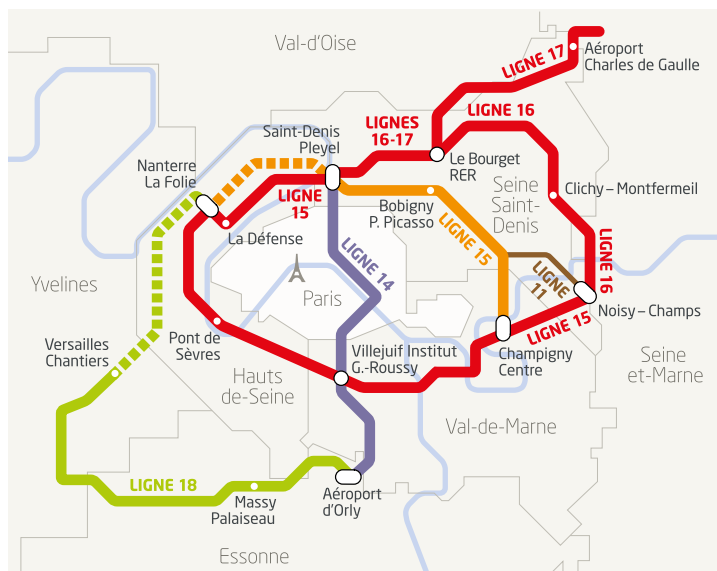 Val-d'Oise
LIGNE 17
Aéroport
Charles de Gaulle
LIGNES
16-17
LIGNE 16
Saint-Denis
Pleyel
Le Bourget
RER
Nanterre
La Folie
LIGNE
15
Bobigny
P. Picasso
Seine
Saint-
Denis
Clichy – Montfermeil
La Défense
LIGNE 14
LIGNE 15
LIGNE
11
LIGNE 16
Yvelines
Paris
Noisy – Champs
LIGNE 15
Versailles
Chantiers
Pont de
Sèvres
Villejuif Institut
G.-Roussy
Champigny
Centre
Seine
et-Marne
Hauts
de-Seine
Val-de-Marne
LIGNE 18
Massy
Palaiseau
Aéroport
d'Orly
Essonne